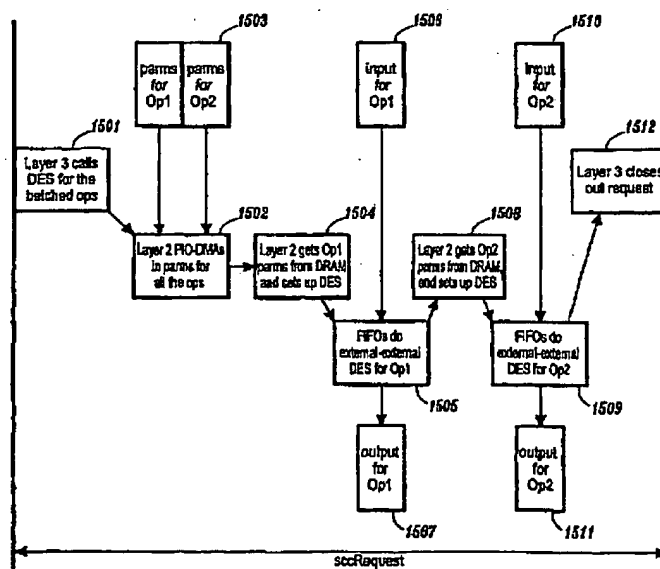 1503
1506
1510
parms for Op1
parms for Op2
input for Op1
input for Op2
1501
1512
Layer 3 calls
DES for the
batched ops
Layer 3 closes
out request
1502
1504
1508
Layer 2 PIO-DMAs
in parms for
all the ops
Layer 2 gets Op1
parms from DRAM
and sets up DES
Layer 2 gets Op2
parms from DRAM
and sets up DES
FIFOs do
external-external
DES for Op1
FIFOs do
external-external
DES for Op2
1505
1509
output for Op1
output for Op2
1507
1511
sccRequest